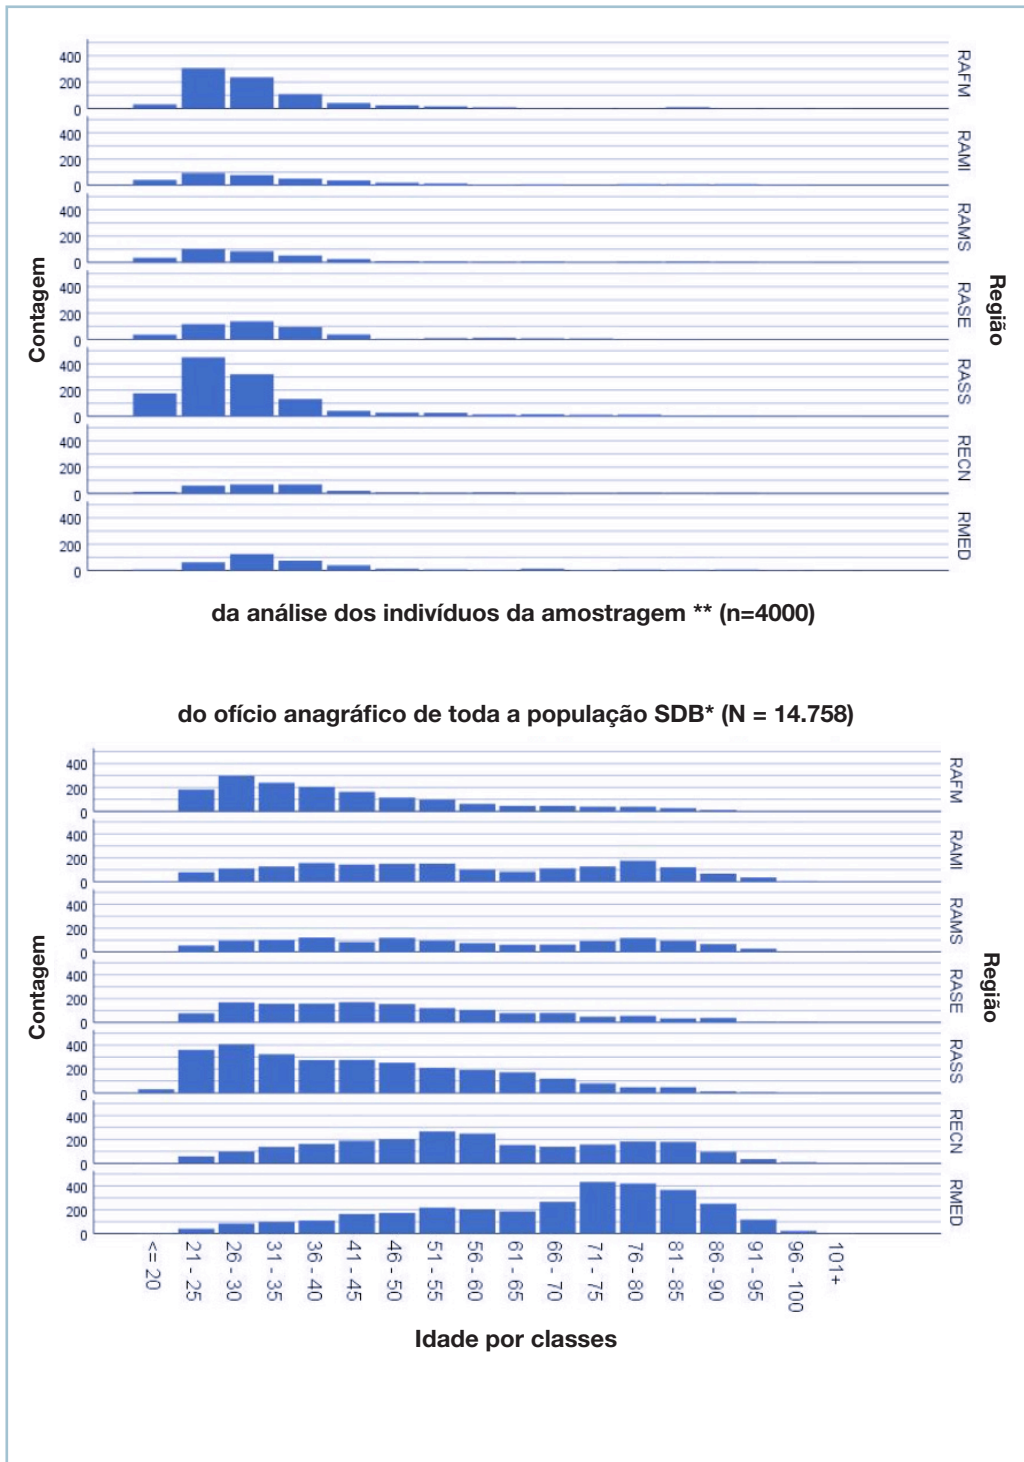 Contagem
Região
400
200
0
RAFM
400
200
0
RAMI
400
200
0
RAMS
400
200
0
RASE
400
200
0
RASS
400
200
0
RECN
400
200
0
RMED
da análise dos indivíduos da amostragem ** (n=4000)
do ofício anagráfico de toda a população SDB* (N = 14.758)
Contagem
Região
400
200
0
RAFM
400
200
0
RAMI
400
200
0
RAMS
400
200
0
RASE
400
200
0
RASS
400
200
0
RECN
400
200
0
RMED
<= 20
21 - 25
26 - 30
31 - 35
36 - 40
41 - 45
46 - 50
51 - 55
56 - 60
61 - 65
66 - 70
71 - 75
76 - 80
81 - 85
86 - 90
91 - 95
96 - 100
101+
Idade por classes